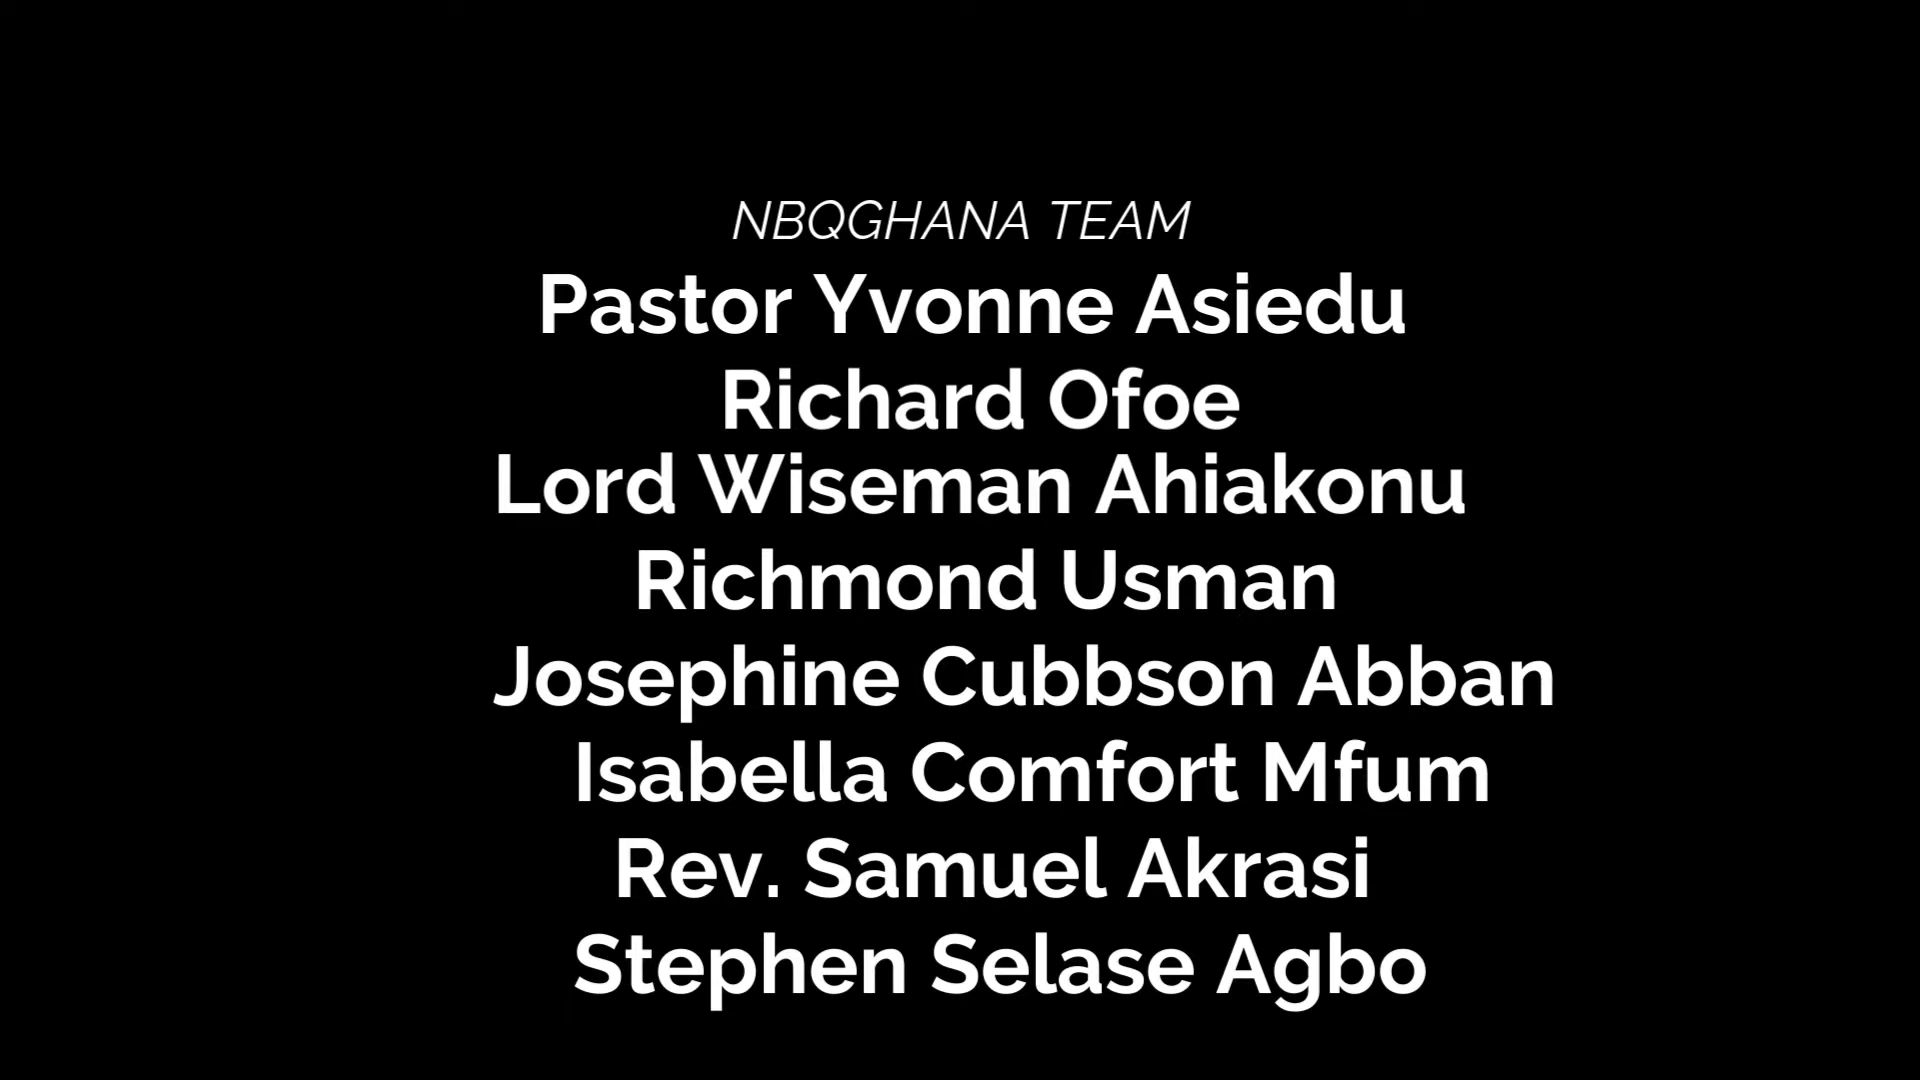 NBQGHANA TEAM
Pastor Yvonne Asiedu
Richard Ofoe
Lord Wiseman Ahiakonu
Richmond Usman
Josephine Cubbson Abban
Isabella Comfort Mfum
Rev. Samuel Akrasi
Stephen Selase Agbo